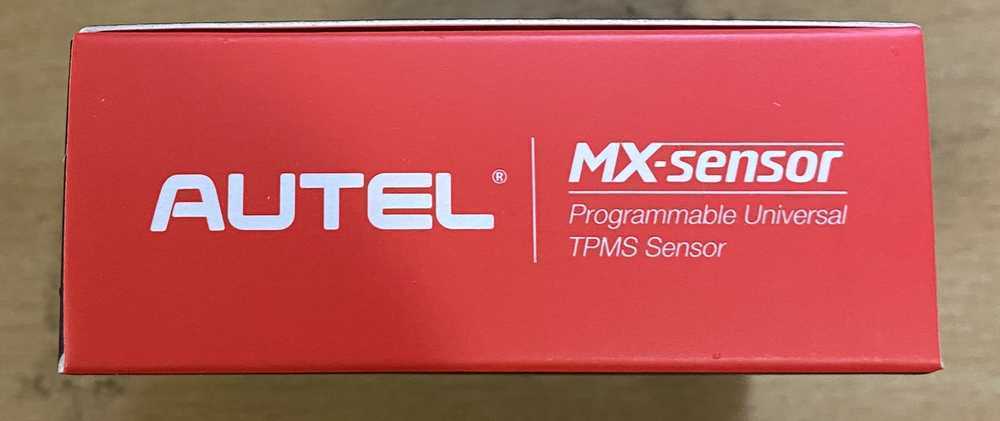 AUTEL®
MX-sensor
Programmable Universal
TPMS Sensor